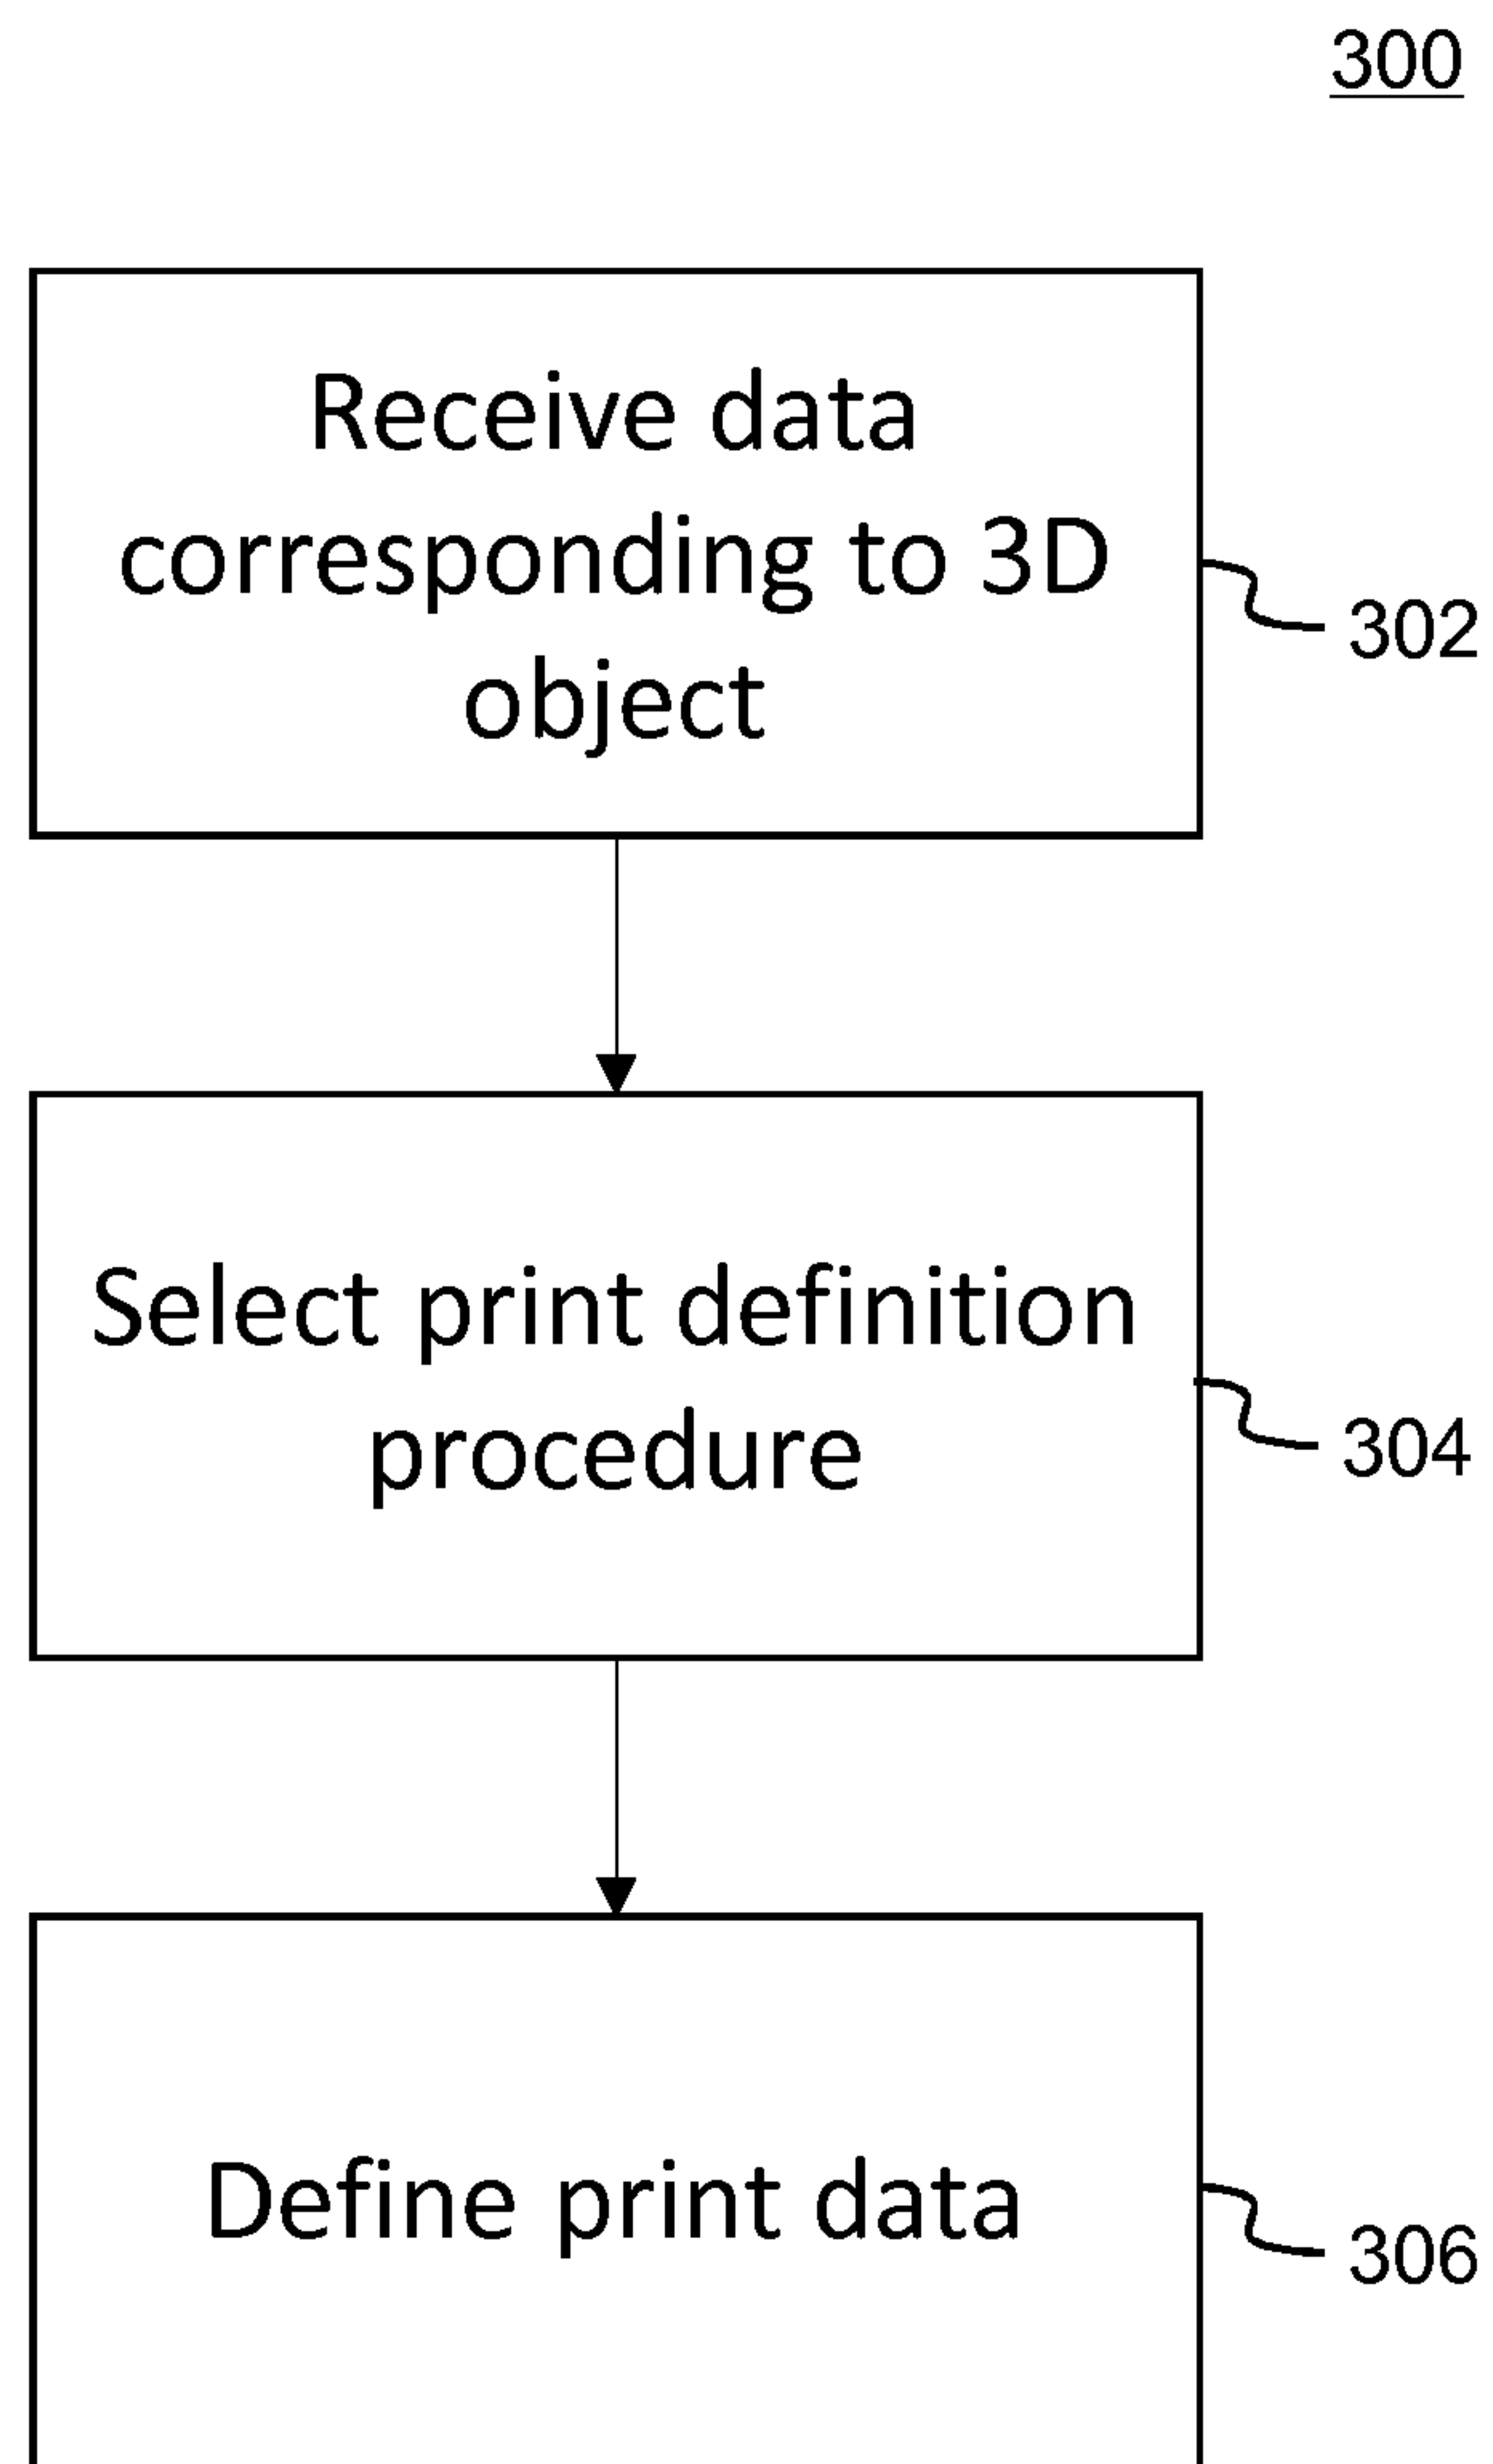 300
Receive data
corresponding to 3D
object
302
Select print definition
procedure
304
Define print data
306